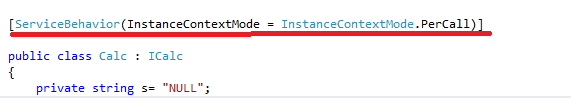 [ServiceBehavior(InstanceContextMode = InstanceContextMode.PerCall)]
public class Calc : ICalc
{
private string s= "NULL";